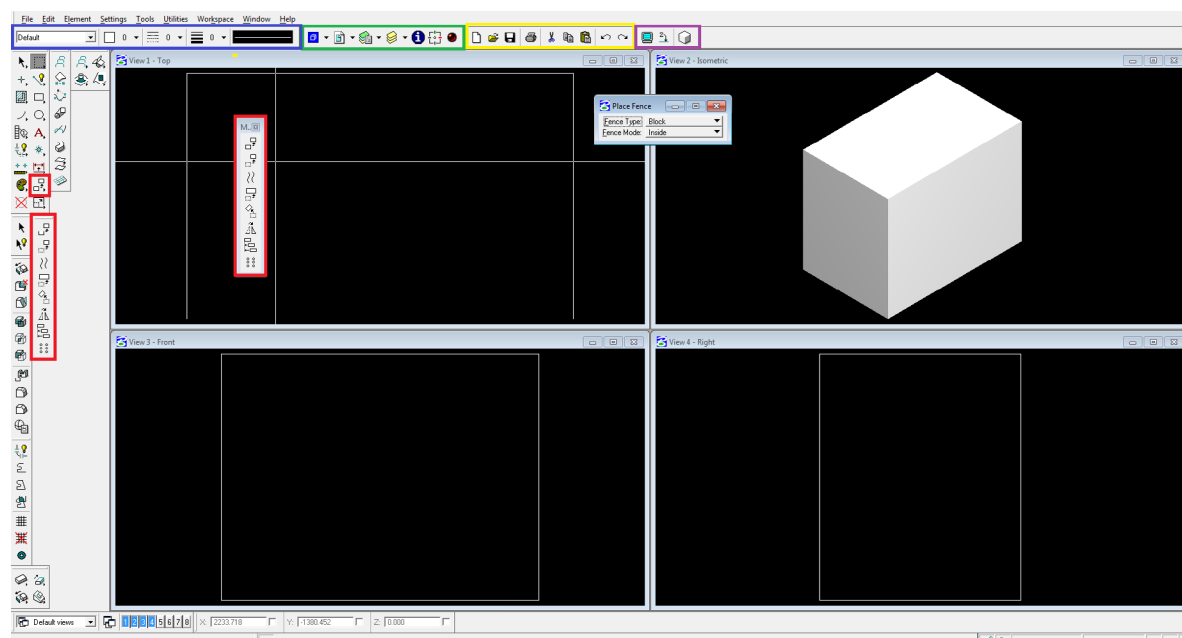 File Edit Element Settings Tools Utilities Workspace Window Help
Default 0 0 0
View 1 - Top
View 2 - Isometric
M...
Place Fence
Fence Type: Block
Fence Mode: Inside
View 3 - Front
View 4 - Right
Default views 1 2 3 4 5 6 7 8 X: 2233.718 Y: -1380.452 Z: 0.000